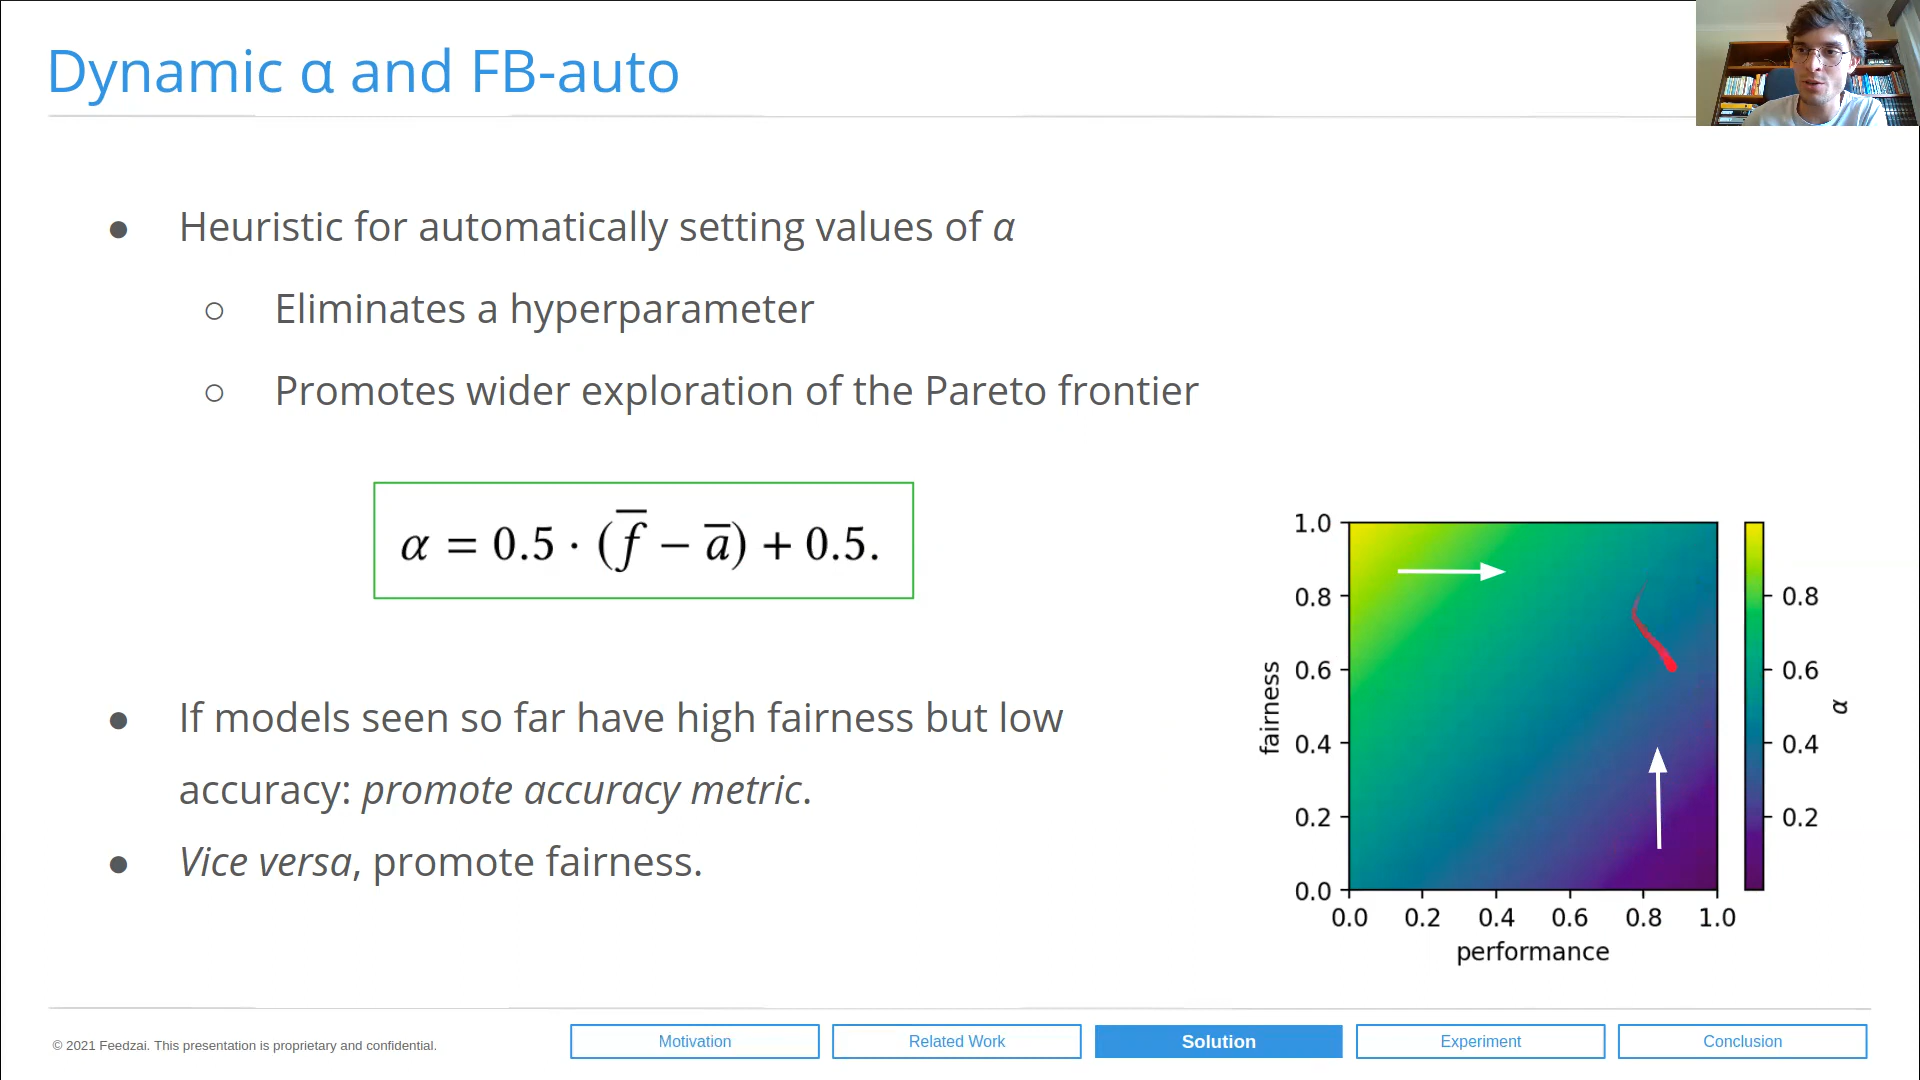 Dynamic α and FB-auto
● Heuristic for automatically setting values of α
○ Eliminates a hyperparameter
○ Promotes wider exploration of the Pareto frontier
α = 0.5 · (f̅ − a̅) + 0.5.
● If models seen so far have high fairness but low
accuracy: promote accuracy metric.
● Vice versa, promote fairness.
1.0
0.8
0.6
0.4
0.2
0.0
fairness
0.0 0.2 0.4 0.6 0.8 1.0
performance
0.8
0.6
0.4
0.2
α
© 2021 Feedzai. This presentation is proprietary and confidential.
Motivation
Related Work
Solution
Experiment
Conclusion